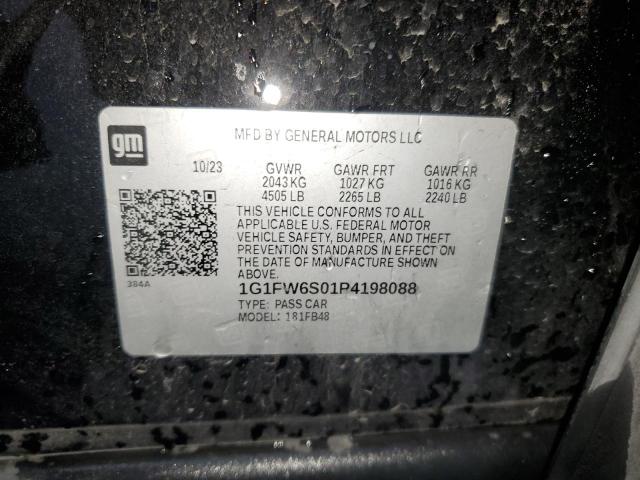 gm
MFD BY GENERAL MOTORS LLC
10/23 GVWR GAWR FRT GAWR RR
2043 KG 1027 KG 1016 KG
4505 LB 2265 LB 2240 LB
THIS VEHICLE CONFORMS TO ALL
APPLICABLE U.S. FEDERAL MOTOR
VEHICLE SAFETY, BUMPER, AND THEFT
PREVENTION STANDARDS IN EFFECT ON
THE DATE OF MANUFACTURE SHOWN
ABOVE.
384A
1G1FW6S01P4198088
TYPE: PASS CAR
MODEL: 181FB48